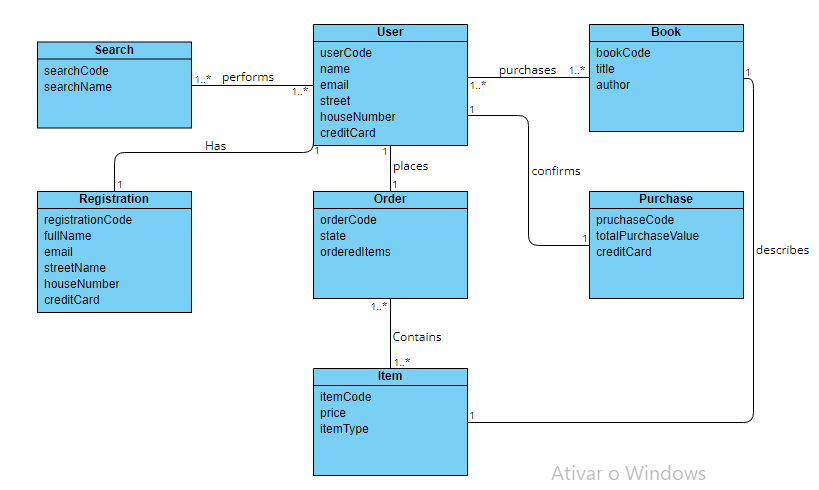 Search
searchCode
searchName
1..*
performs
1..*
User
userCode
name
email
street
houseNumber
creditCard
purchases
1..*
1..*
Book
bookCode
title
author
1
1
confirms
1
Has
1
1
1
places
1
Registration
registrationCode
fullName
email
streetName
houseNumber
creditCard
Order
orderCode
state
orderedItems
Purchase
pruchaseCode
totalPurchaseValue
creditCard
describes
1..*
Contains
1..*
Item
itemCode
price
itemType
1
Ativar o Windows